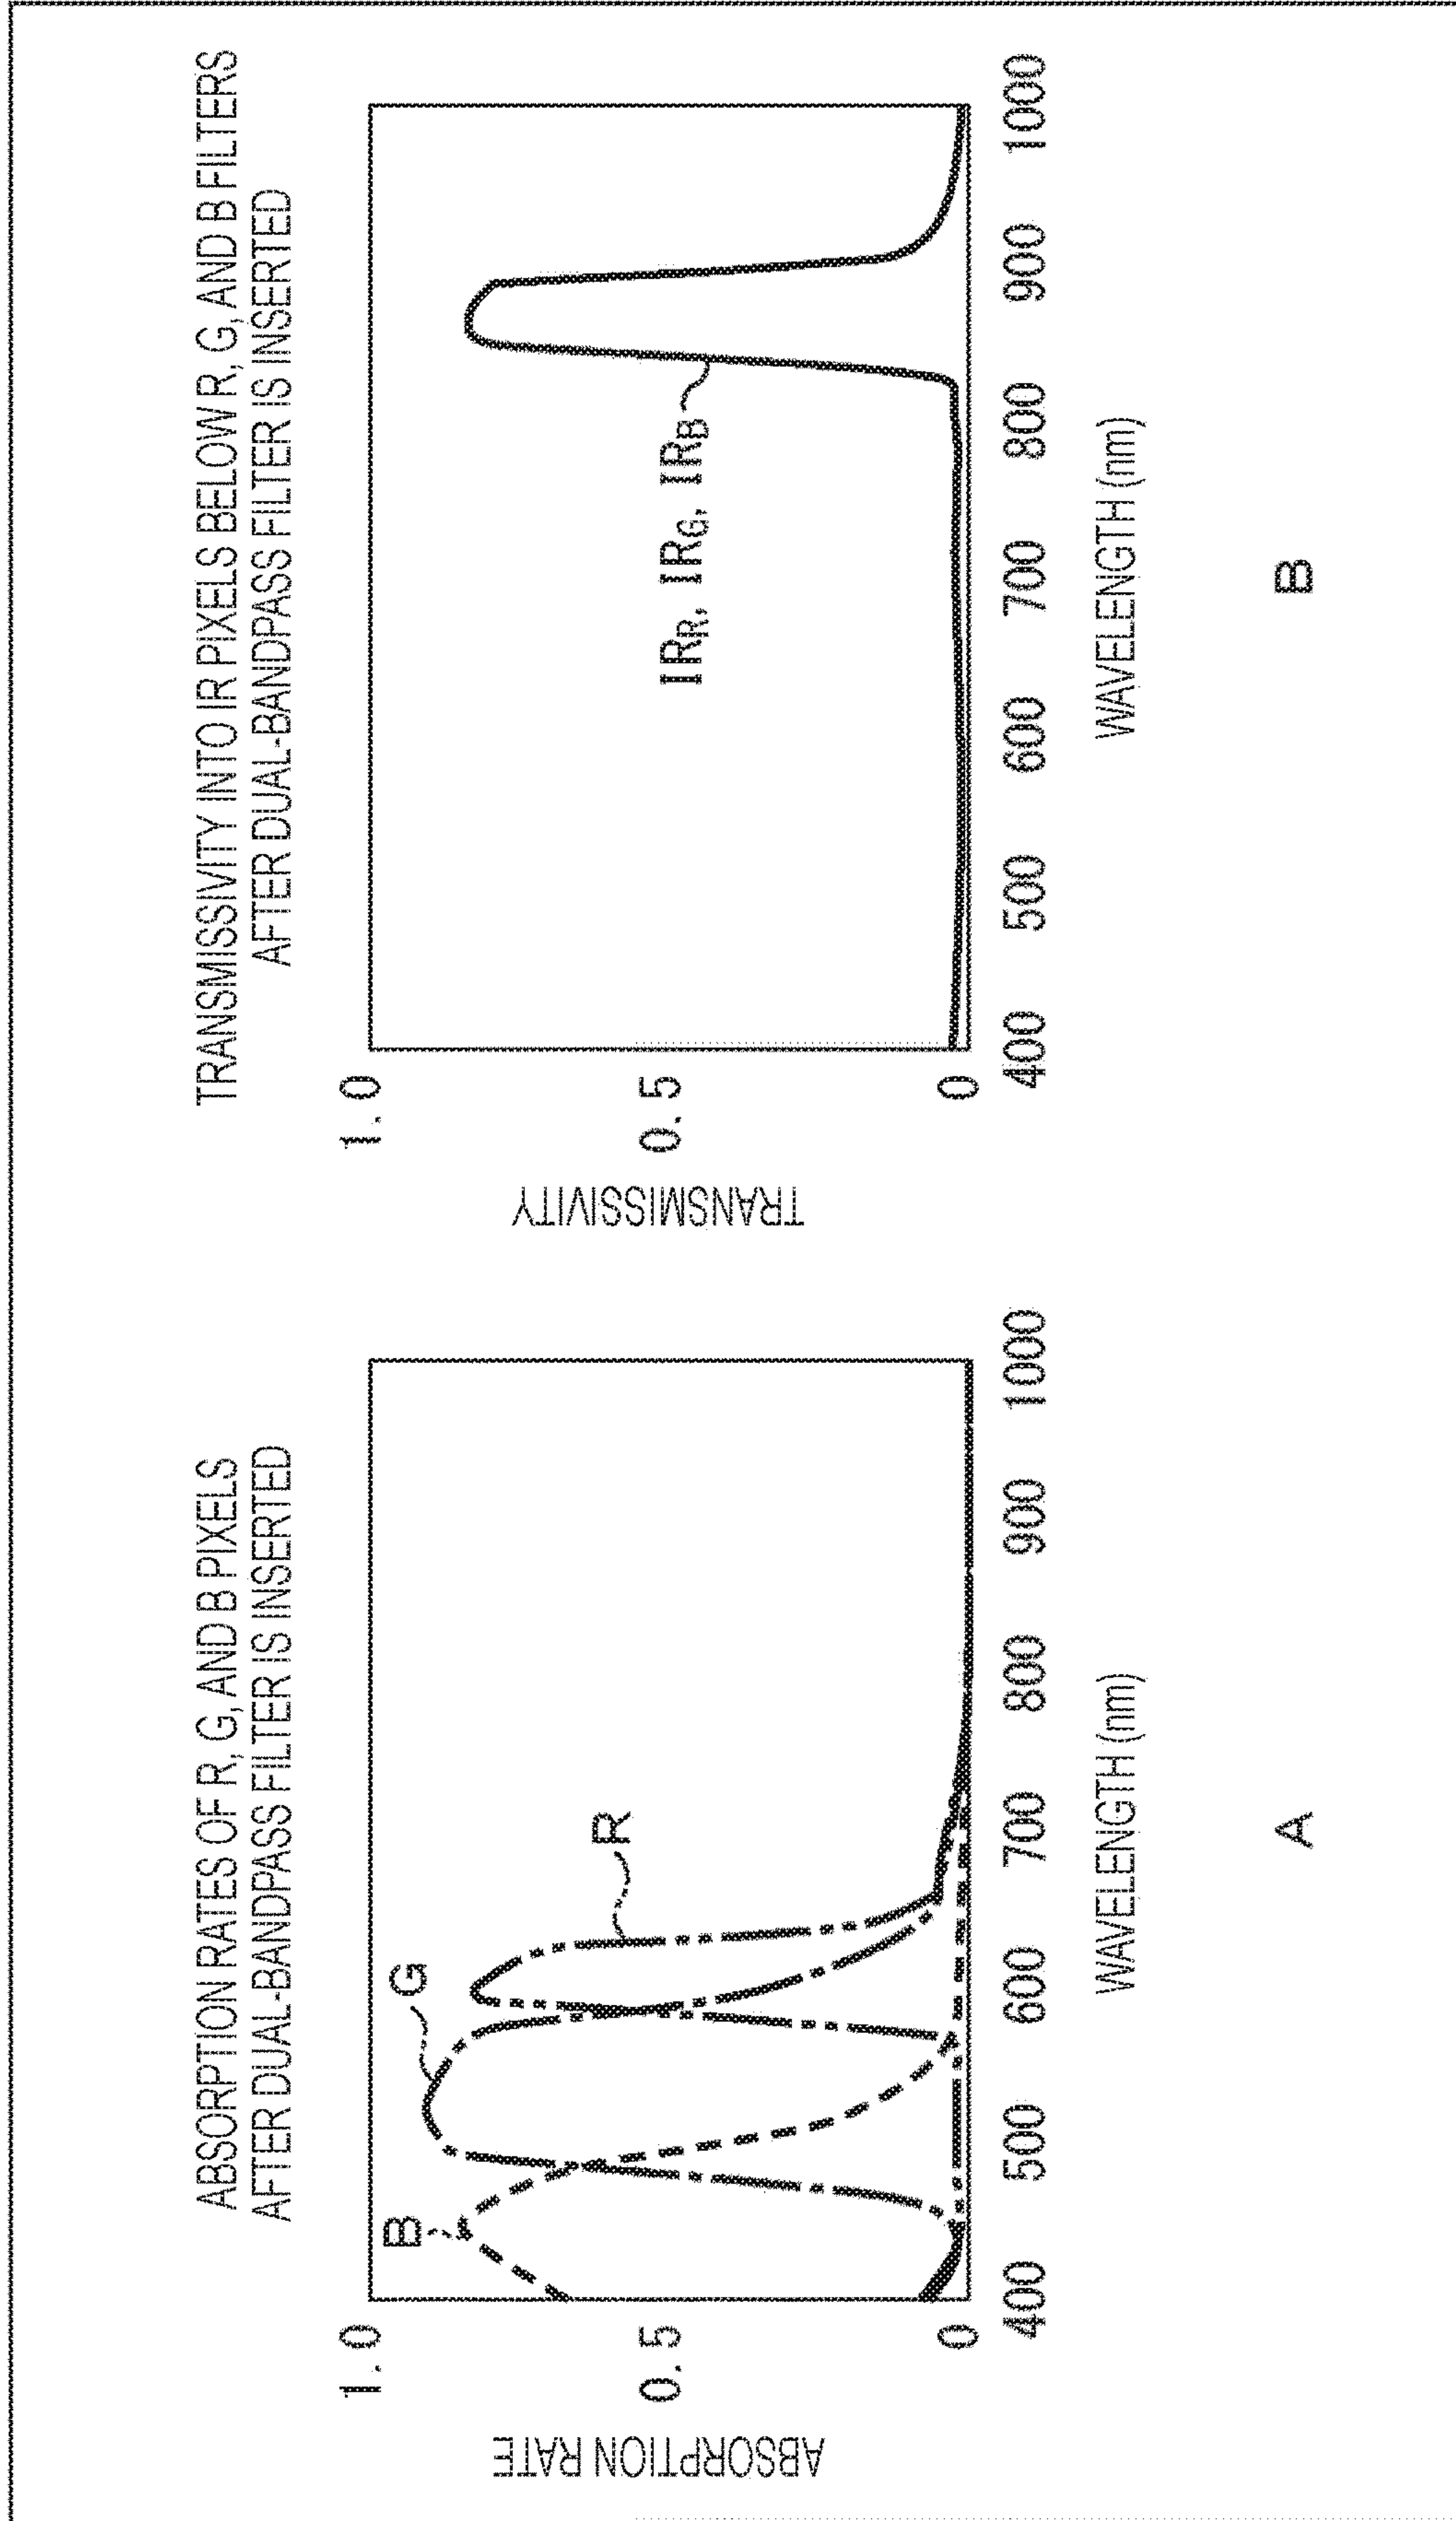 ABSORPTION RATES OF R, G, AND B PIXELS
AFTER DUAL-BANDPASS FILTER IS INSERTED
ABSORPTION RATE
1.0
0.5
0
B
G
R
400
500
600
700
800
900
1000
WAVELENGTH (nm)
A
TRANSMISSIVITY INTO IR PIXELS BELOW R, G, AND B FILTERS
AFTER DUAL-BANDPASS FILTER IS INSERTED
TRANSMISSIVITY
1.0
0.5
0
IRR, IRG, IRB
400
500
600
700
800
900
1000
WAVELENGTH (nm)
B